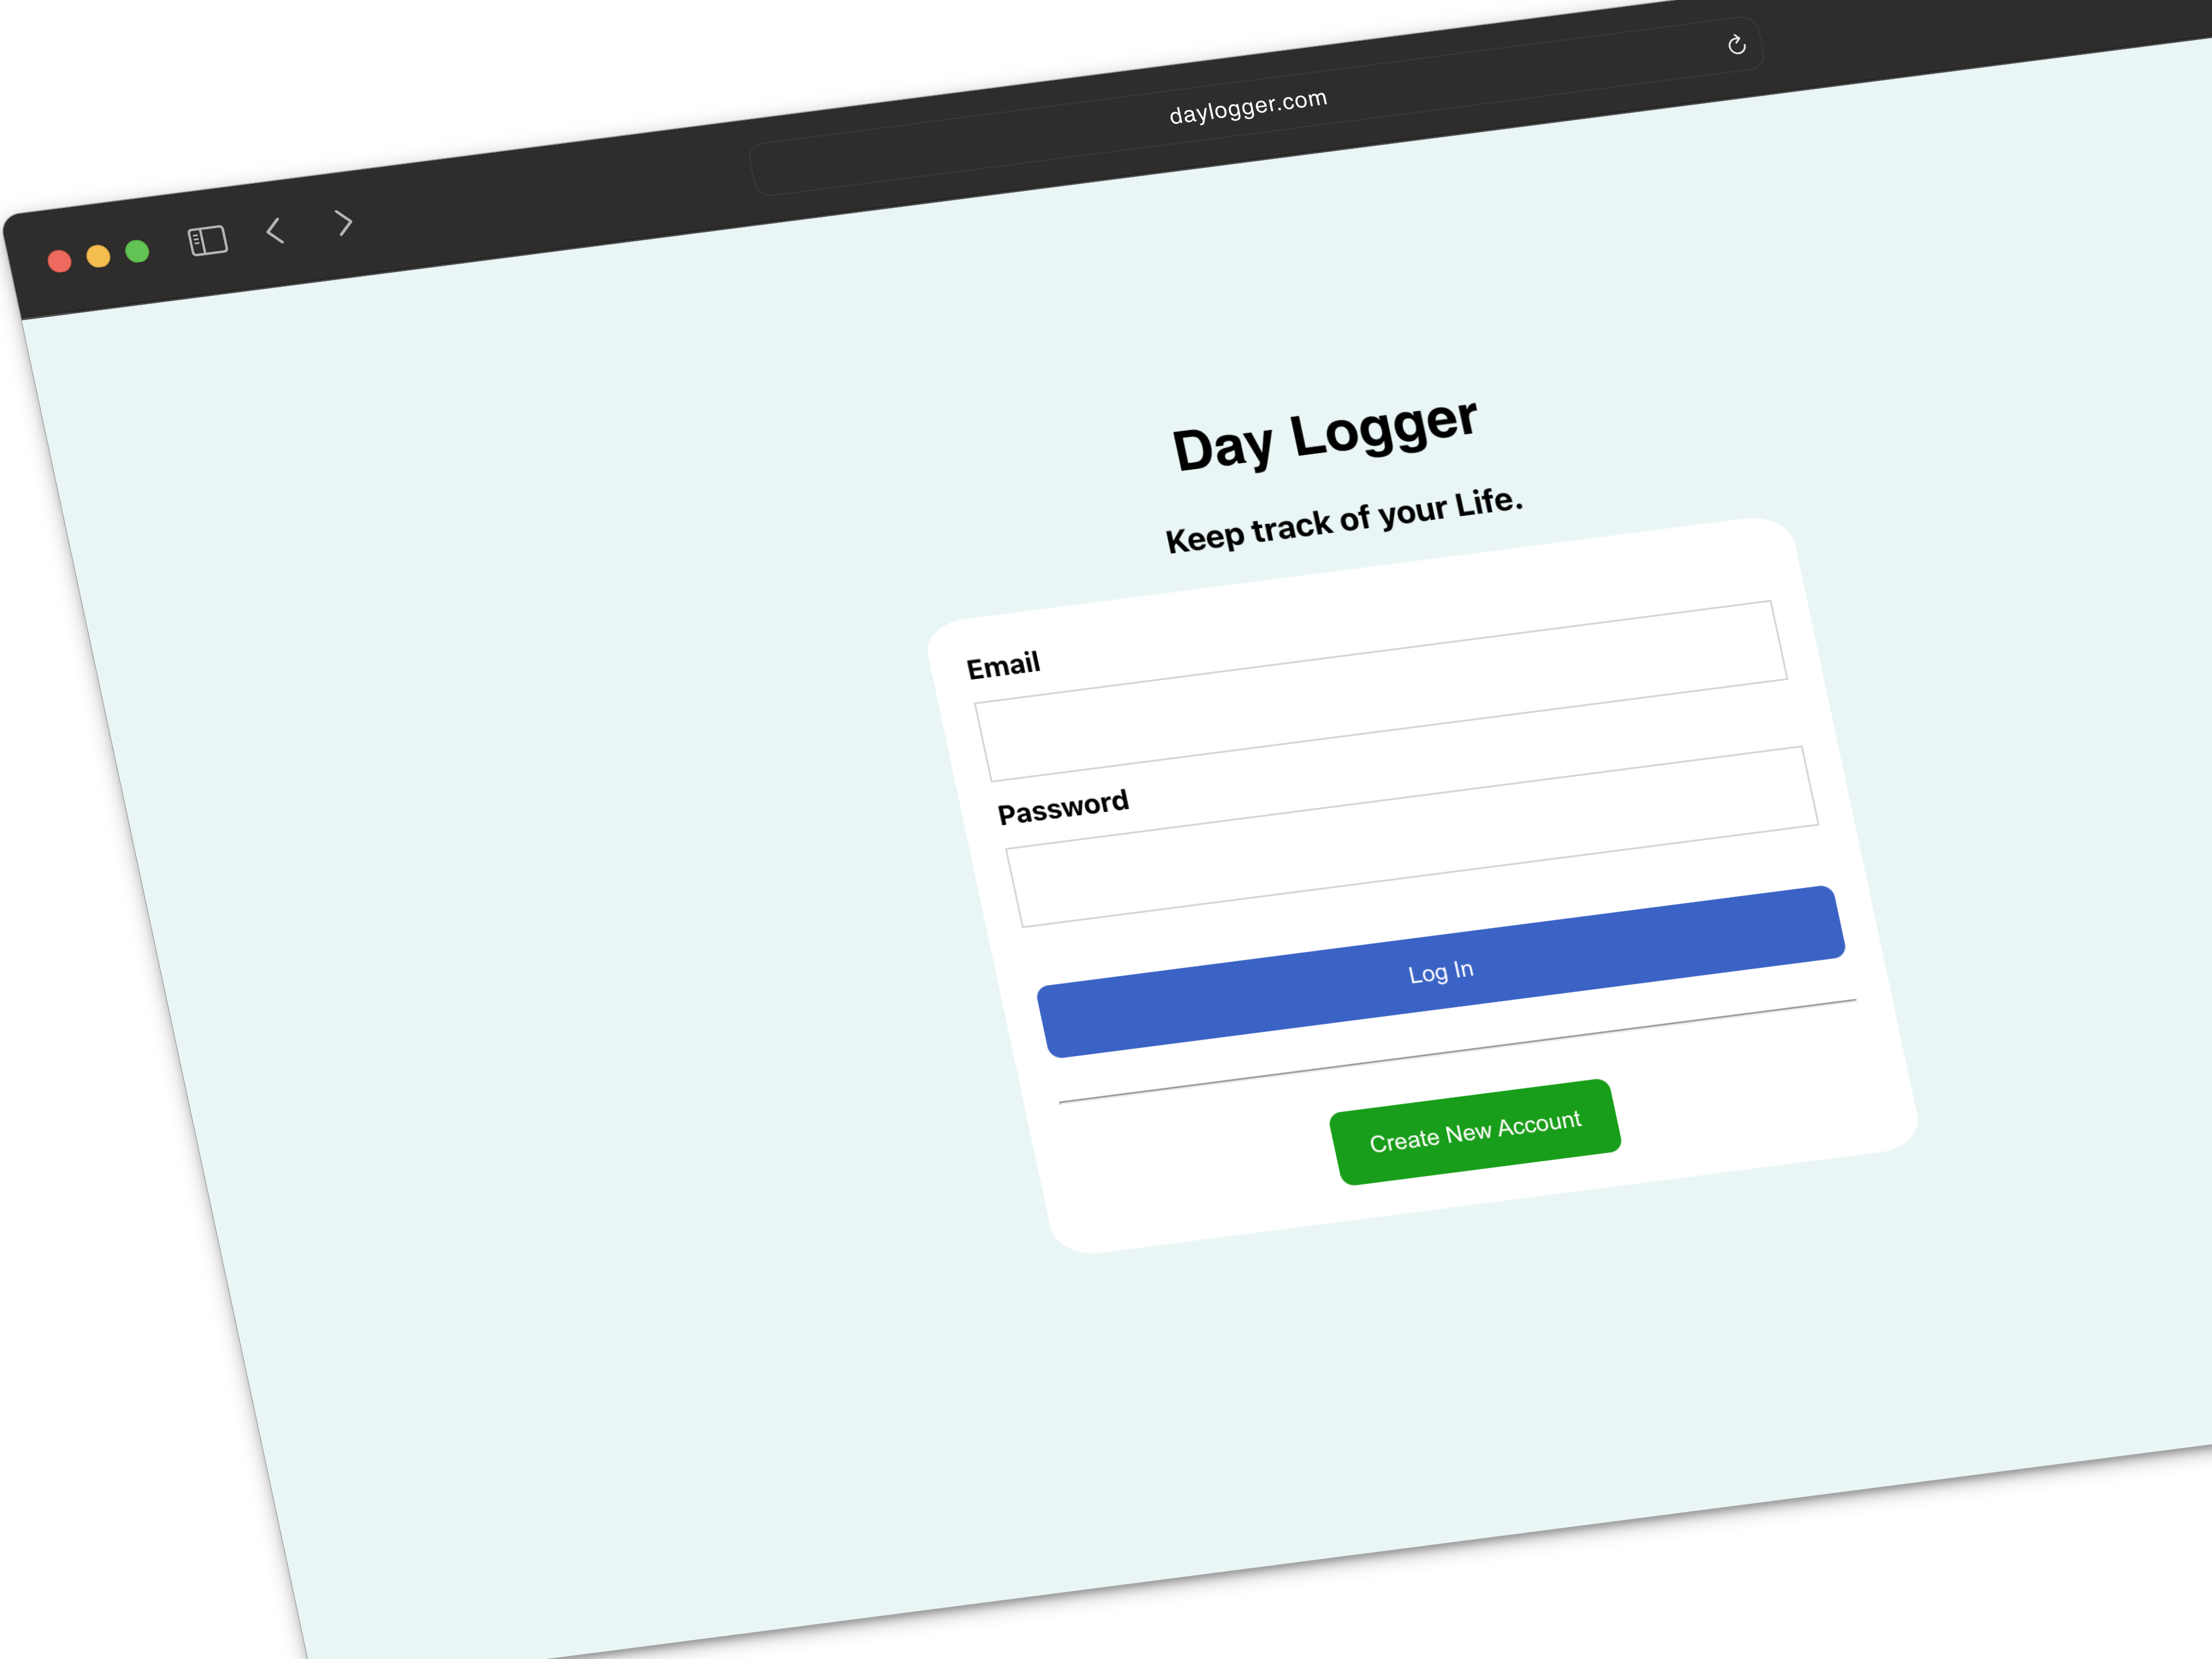 daylogger.com
Day Logger
Keep track of your Life.
Email
Password
Log In
Create New Account